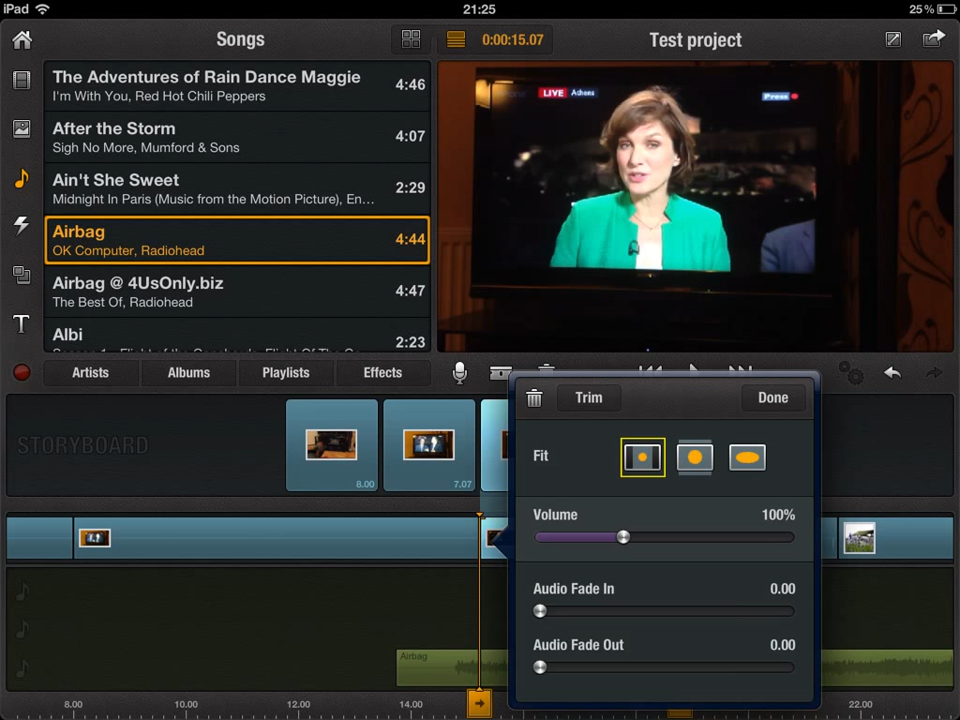 iPad
21:25
25 %
Songs
0:00:15.07
Test project
The Adventures of Rain Dance Maggie
I'm With You, Red Hot Chili Peppers
4:46
After the Storm
Sigh No More, Mumford & Sons
4:07
Ain't She Sweet
Midnight In Paris (Music from the Motion Picture), En…
2:29
Airbag
OK Computer, Radiohead
4:44
Airbag @ 4UsOnly.biz
The Best Of, Radiohead
4:47
Albi
2:23
LIVE Athens
Press
T
Artists
Albums
Playlists
Effects
STORYBOARD
8.00
7.07
Trim
Done
Fit
Volume
100%
Audio Fade In
0.00
Audio Fade Out
0.00
Airbag
8.00
10.00
12.00
14.00
22.00